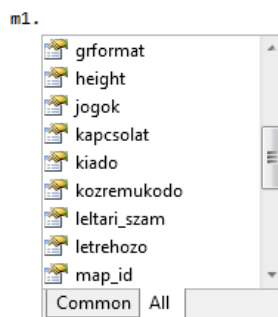 m1.
grformat
height
jogok
kapcsolat
kiado
kozremukodo
leltari_szam
letrehozo
map_id
Common All